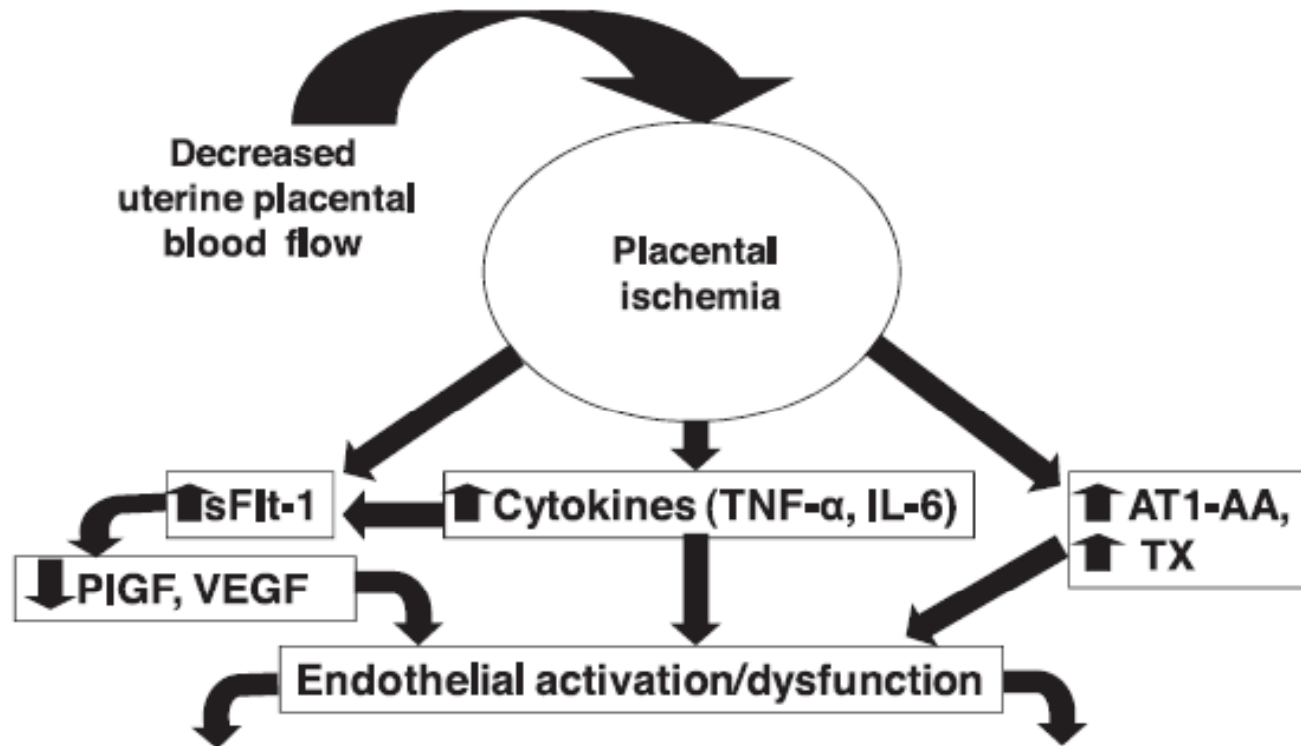 Decreased
uterine placental
blood flow
Placental
ischemia
sFlt-1
Cytokines (TNF-α, IL-6)
AT1-AA,
TX
PlGF, VEGF
Endothelial activation/dysfunction